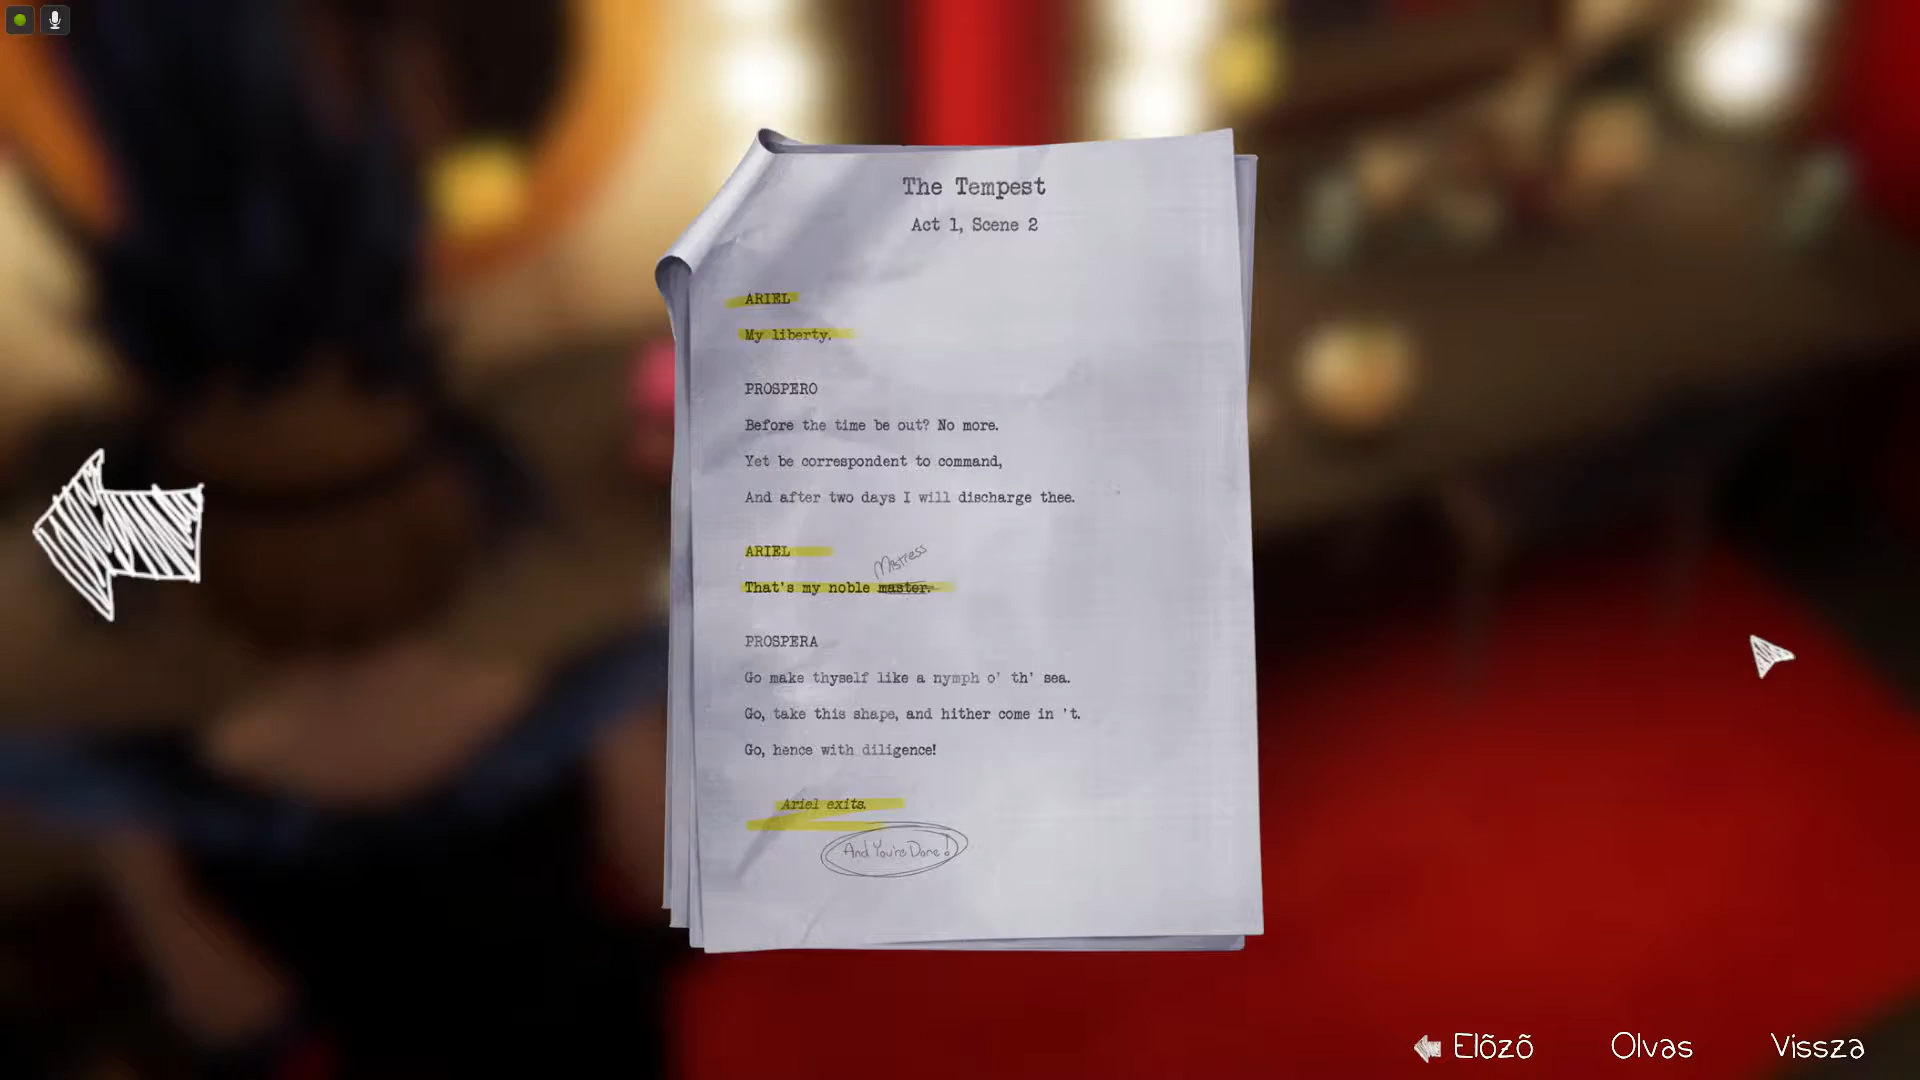 The Tempest
Act 1, Scene 2
ARIEL
My liberty.
PROSPERO
Before the time be out? No more.
Yet be correspondent to command,
And after two days I will discharge thee.
ARIEL
Mistress
That's my noble master.
PROSPERA
Go make thyself like a nymph o' th' sea.
Go, take this shape, and hither come in 't.
Go, hence with diligence!
Ariel exits.
And You're Done!
Előző
Olvas
Vissza